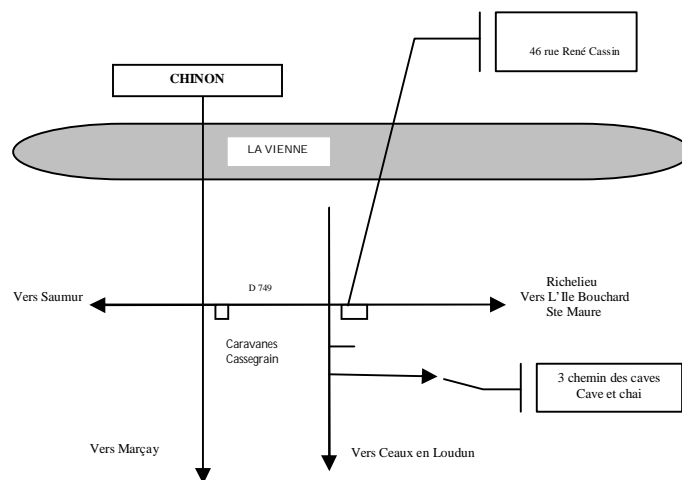 46 rue René Cassin
CHINON
LA VIENNE
D 749
Vers Saumur
Richelieu
Vers L'Ile Bouchard
Ste Maure
Caravanes
Cassegrain
3 chemin des caves
Cave et chai
Vers Marçay
Vers Ceaux en Loudun